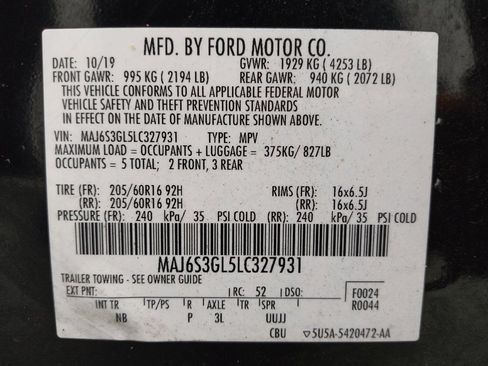 MFD. BY FORD MOTOR CO.
DATE: 10/19 GVWR: 1929 KG ( 4253 LB)
FRONT GAWR: 995 KG ( 2194 LB) REAR GAWR: 940 KG ( 2072 LB)
THIS VEHICLE CONFORMS TO ALL APPLICABLE FEDERAL MOTOR
VEHICLE SAFETY AND THEFT PREVENTION STANDARDS
IN EFFECT ON THE DATE OF MANUFACTURE SHOWN ABOVE.
VIN: MAJ6S3GL5LC327931 TYPE: MPV
MAXIMUM LOAD = OCCUPANTS + LUGGAGE = 375KG/ 827LB
OCCUPANTS = 5 TOTAL; 2 FRONT, 3 REAR
TIRE (FR): 205/60R16 92H RIMS (FR): 16x6.5J
(RR) 205/60R16 92H (RR) 16x6.5J
PRESSURE (FR): 240 kPa/ 35 PSI COLD (RR): 240 kPa/ 35 PSI COLD
MAJ6S3GL5LC327931
TRAILER TOWING - SEE OWNER GUIDE
EXT PNT: RC: 52 DSO: F0024
INT TR TP/PS R AXLE TR SPR R0044
NB P 3L UUJJ
CBU ▽5U5A-5420472-AA